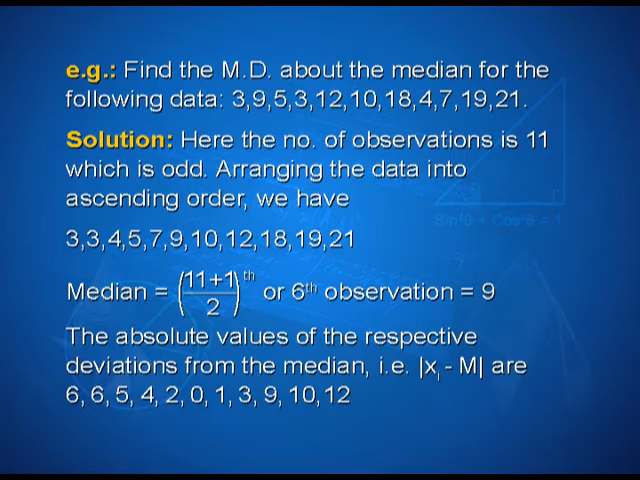 e.g.: Find the M.D. about the median for the
following data: 3,9,5,3,12,10,18,4,7,19,21.
Solution: Here the no. of observations is 11
which is odd. Arranging the data into
ascending order, we have
3,3,4,5,7,9,10,12,18,19,21
Median = (11+1/2)th or 6th observation = 9
The absolute values of the respective
deviations from the median, i.e. |xi - M| are
6, 6, 5, 4, 2, 0, 1, 3, 9, 10, 12